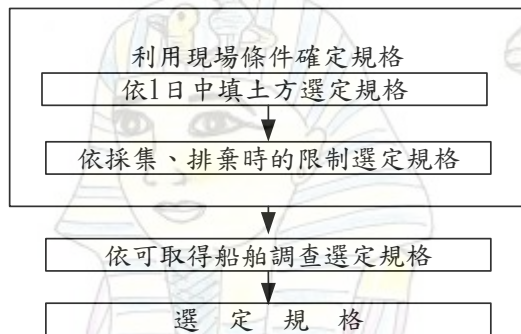 利用現場條件確定規格
依1日中填土方選定規格
依採集、排棄時的限制選定規格
依可取得船舶調查選定規格
選 定 規 格